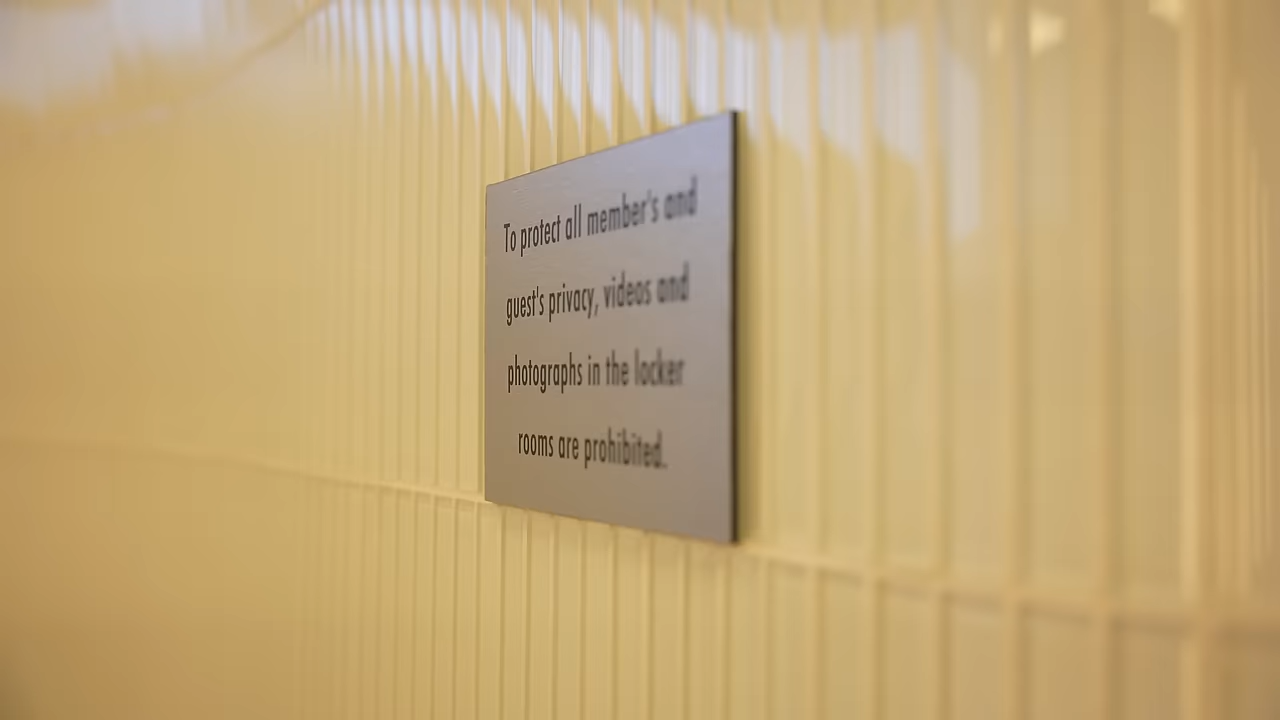 To protect all member's and
guest's privacy, videos and
photographs in the locker
rooms are prohibited.